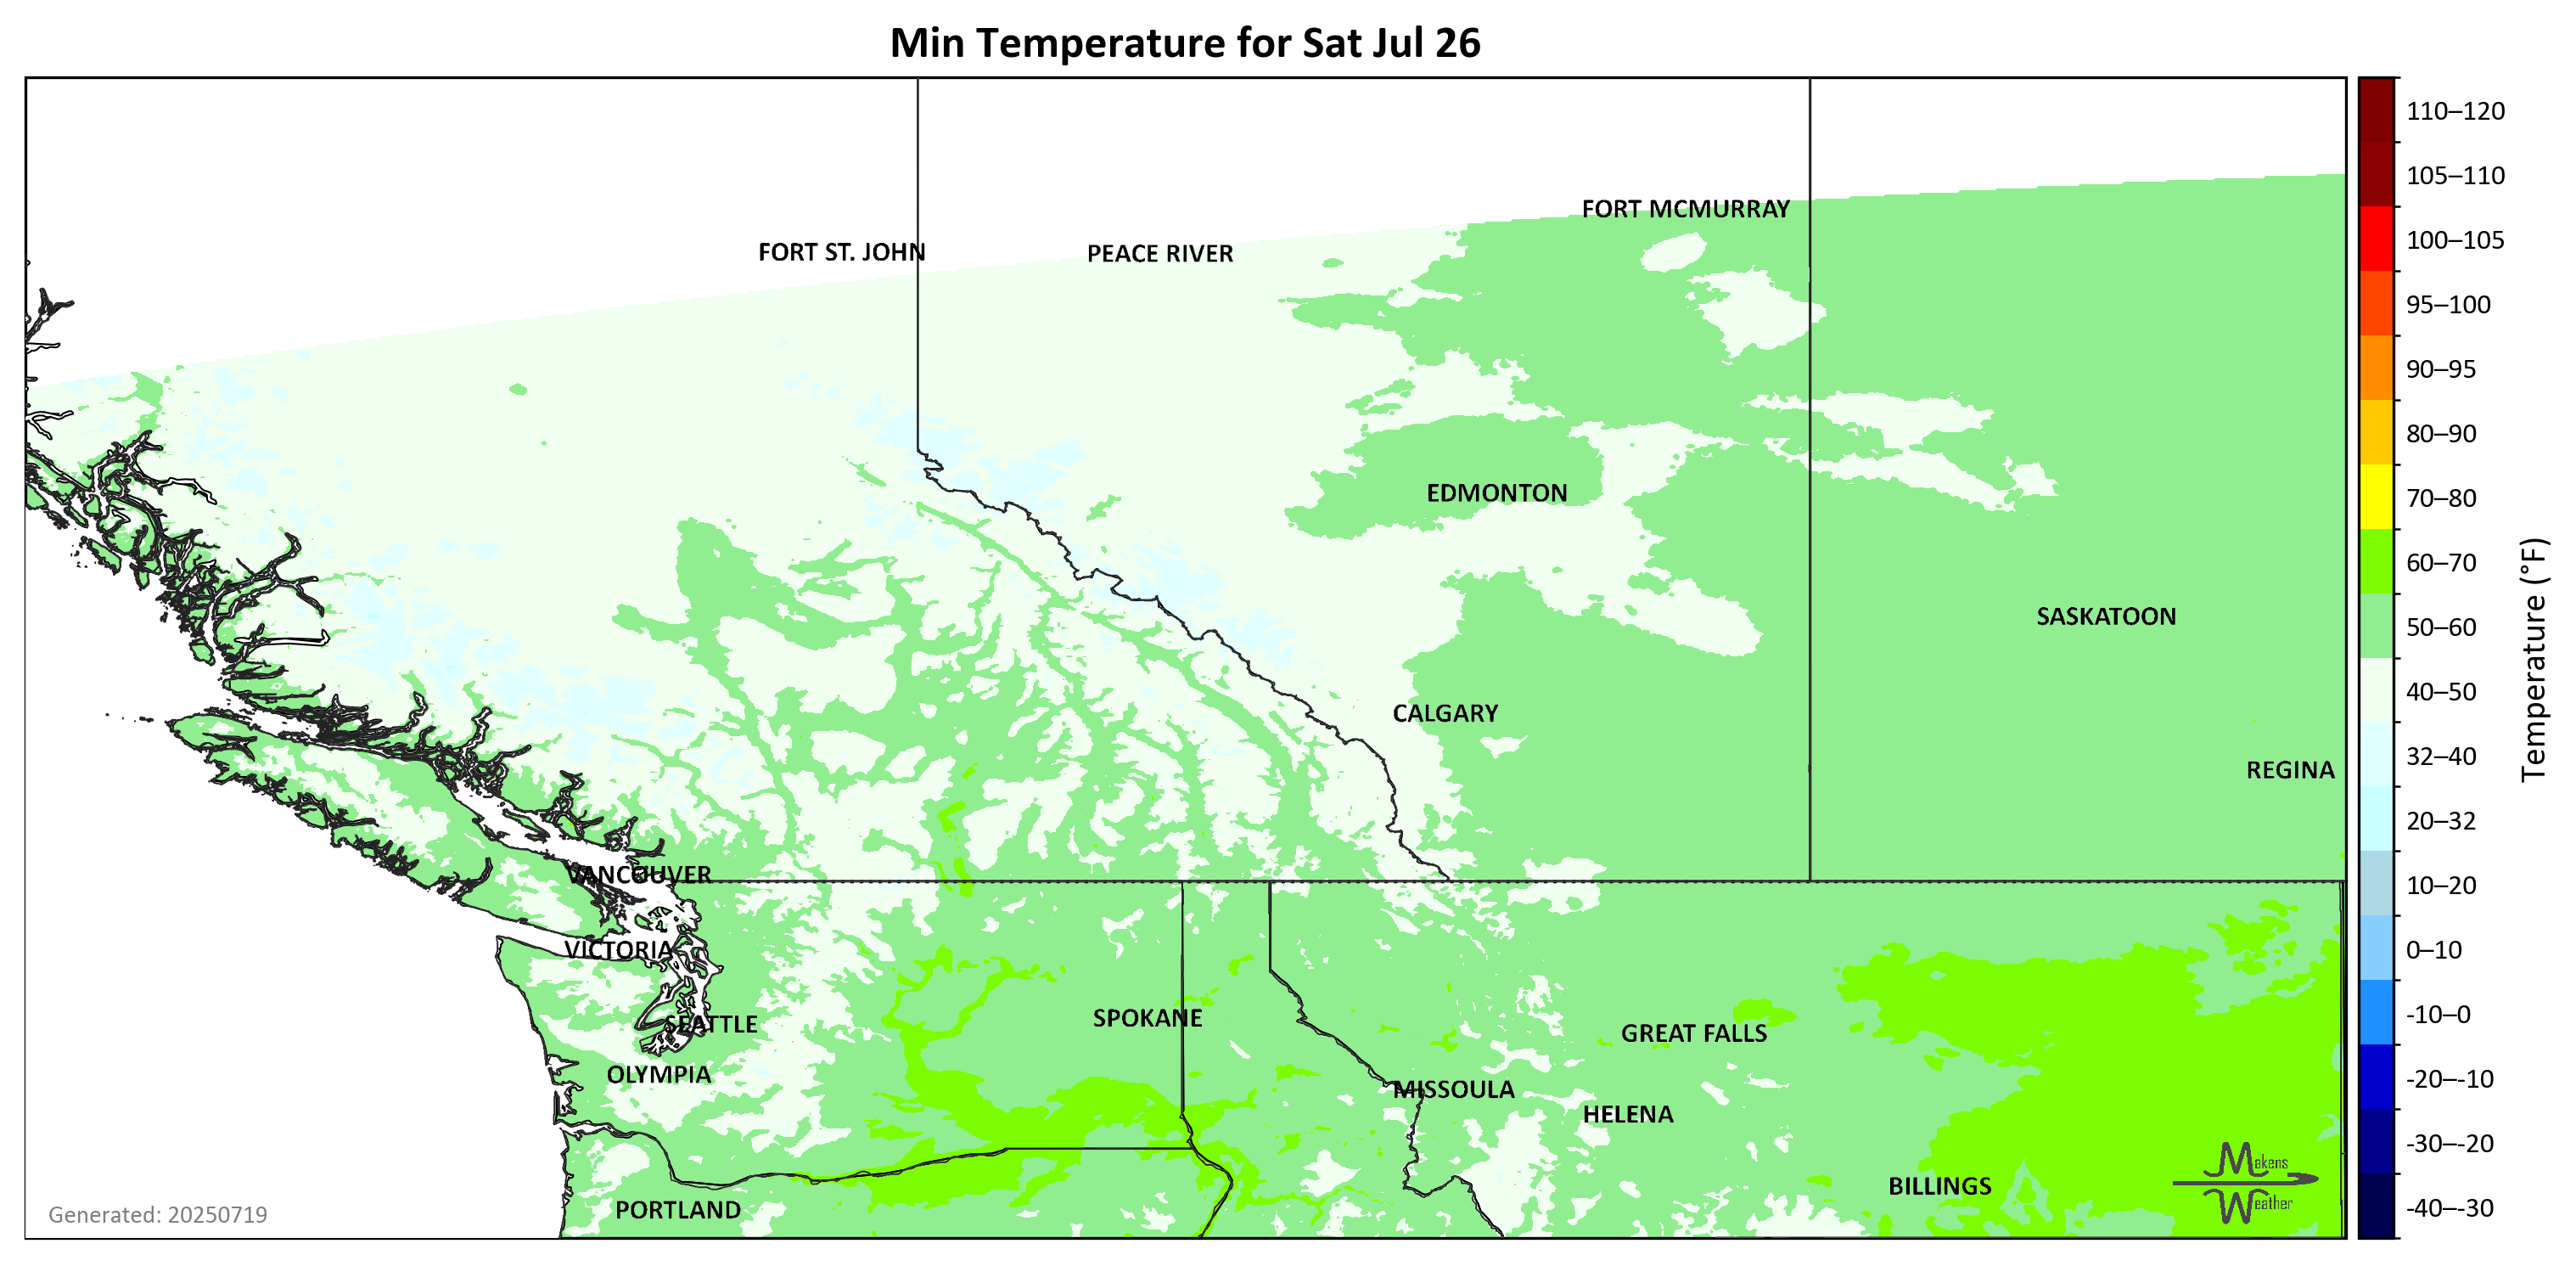 Min Temperature for Sat Jul 26
FORT MCMURRAY
FORT ST. JOHN
PEACE RIVER
EDMONTON
SASKATOON
CALGARY
REGINA
VANCOUVER
VICTORIA
SEATTLE
SPOKANE
GREAT FALLS
OLYMPIA
MISSOULA
HELENA
BILLINGS
PORTLAND
Makens
Weather
Generated: 20250719
110–120
105–110
100–105
95–100
90–95
80–90
70–80
60–70
50–60
40–50
32–40
20–32
10–20
0–10
-10–0
-20–-10
-30–-20
-40–-30
Temperature (°F)